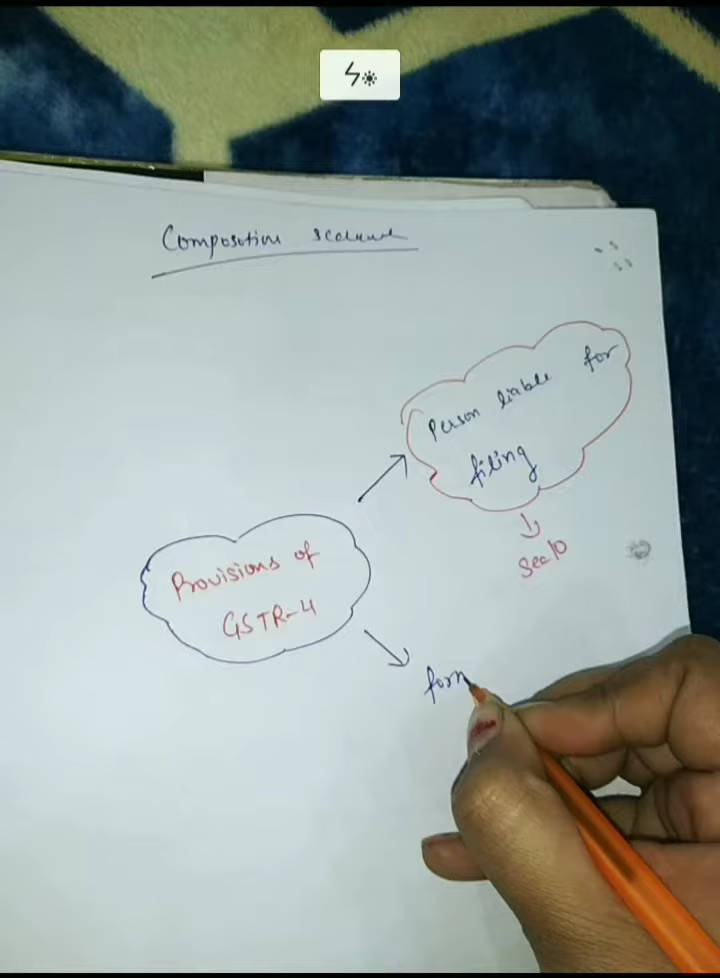 Composition scheme
Person liable for
filing
Sec 10
Provisions of
GSTR-4
form